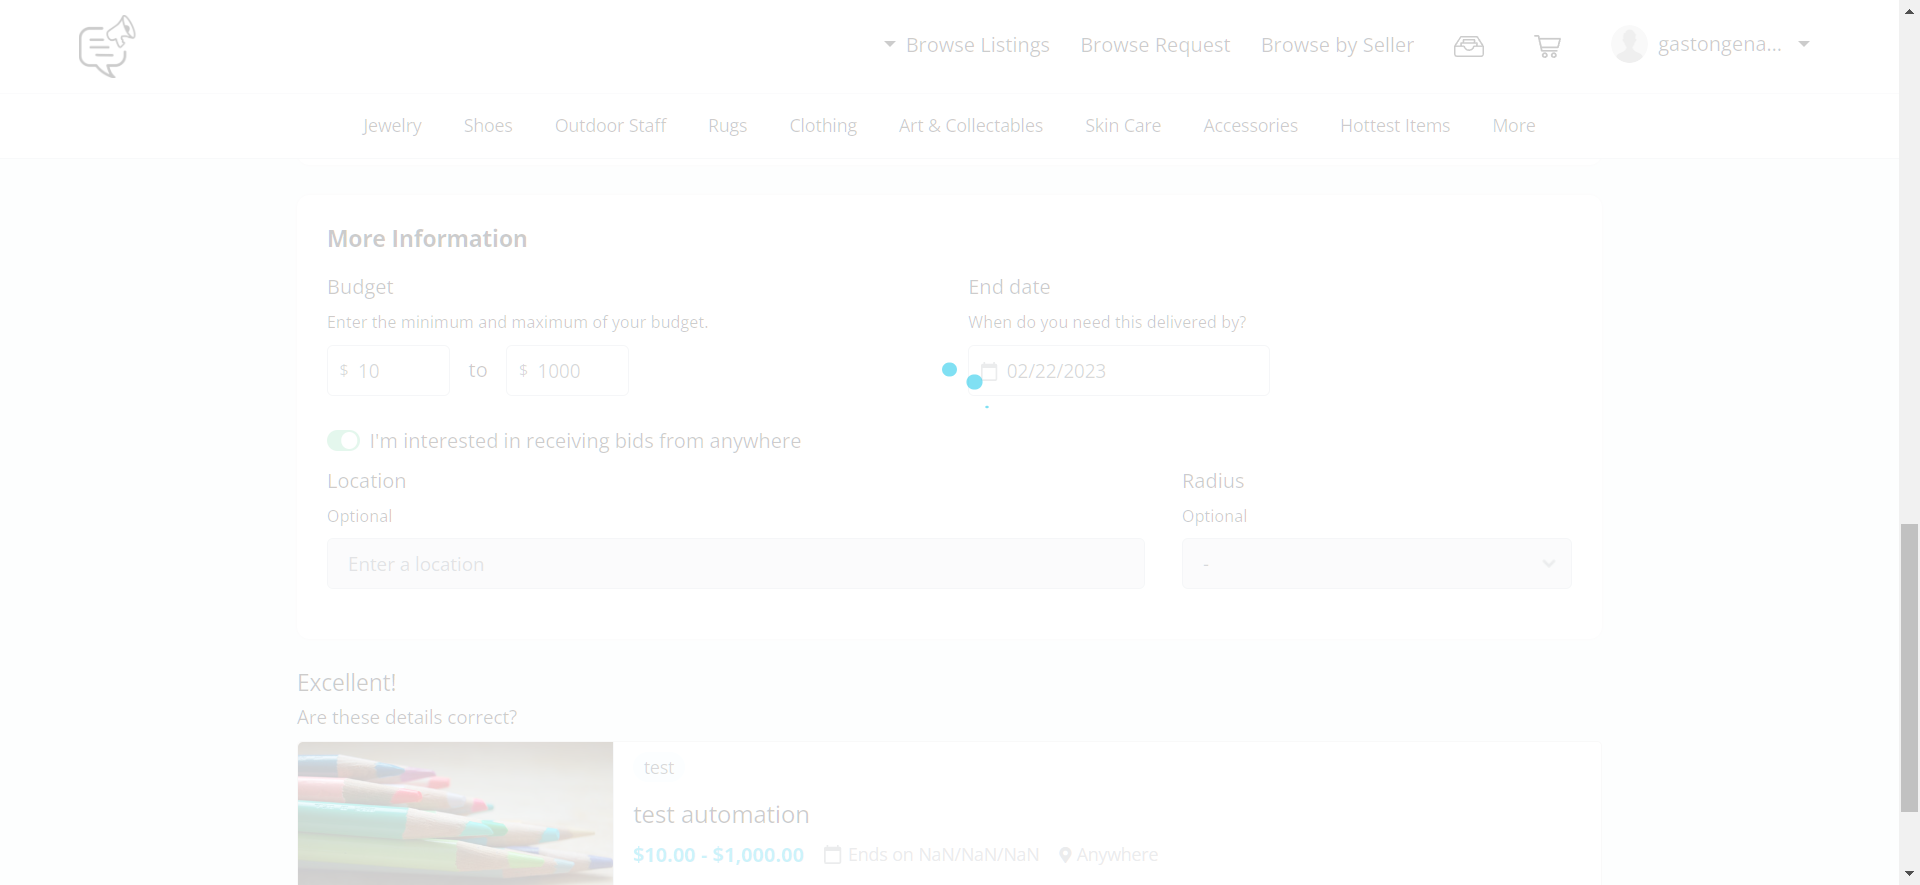 Browse Listings Browse Request Browse by Seller gastongena...
Jewelry Shoes Outdoor Staff Rugs Clothing Art & Collectables Skin Care Accessories Hottest Items More
More Information
Budget
Enter the minimum and maximum of your budget.
$ 10 to $ 1000
End date
When do you need this delivered by?
02/22/2023
I'm interested in receiving bids from anywhere
Location
Optional
Enter a location
Radius
Optional
-
Excellent!
Are these details correct?
test
test automation
$10.00 - $1,000.00 Ends on NaN/NaN/NaN Anywhere